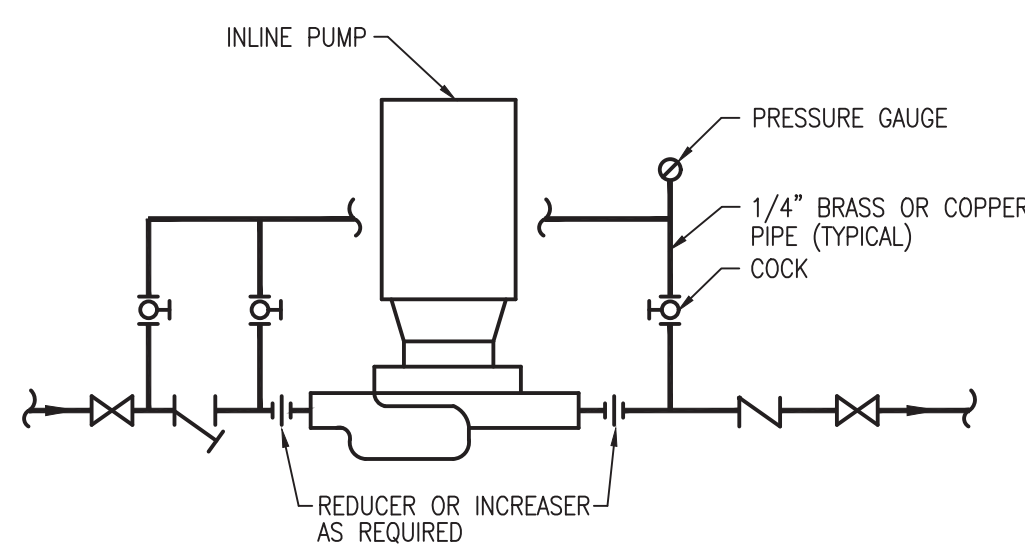 INLINE PUMP
PRESSURE GAUGE
1/4" BRASS OR COPPER
PIPE (TYPICAL)
COCK
REDUCER OR INCREASER
AS REQUIRED